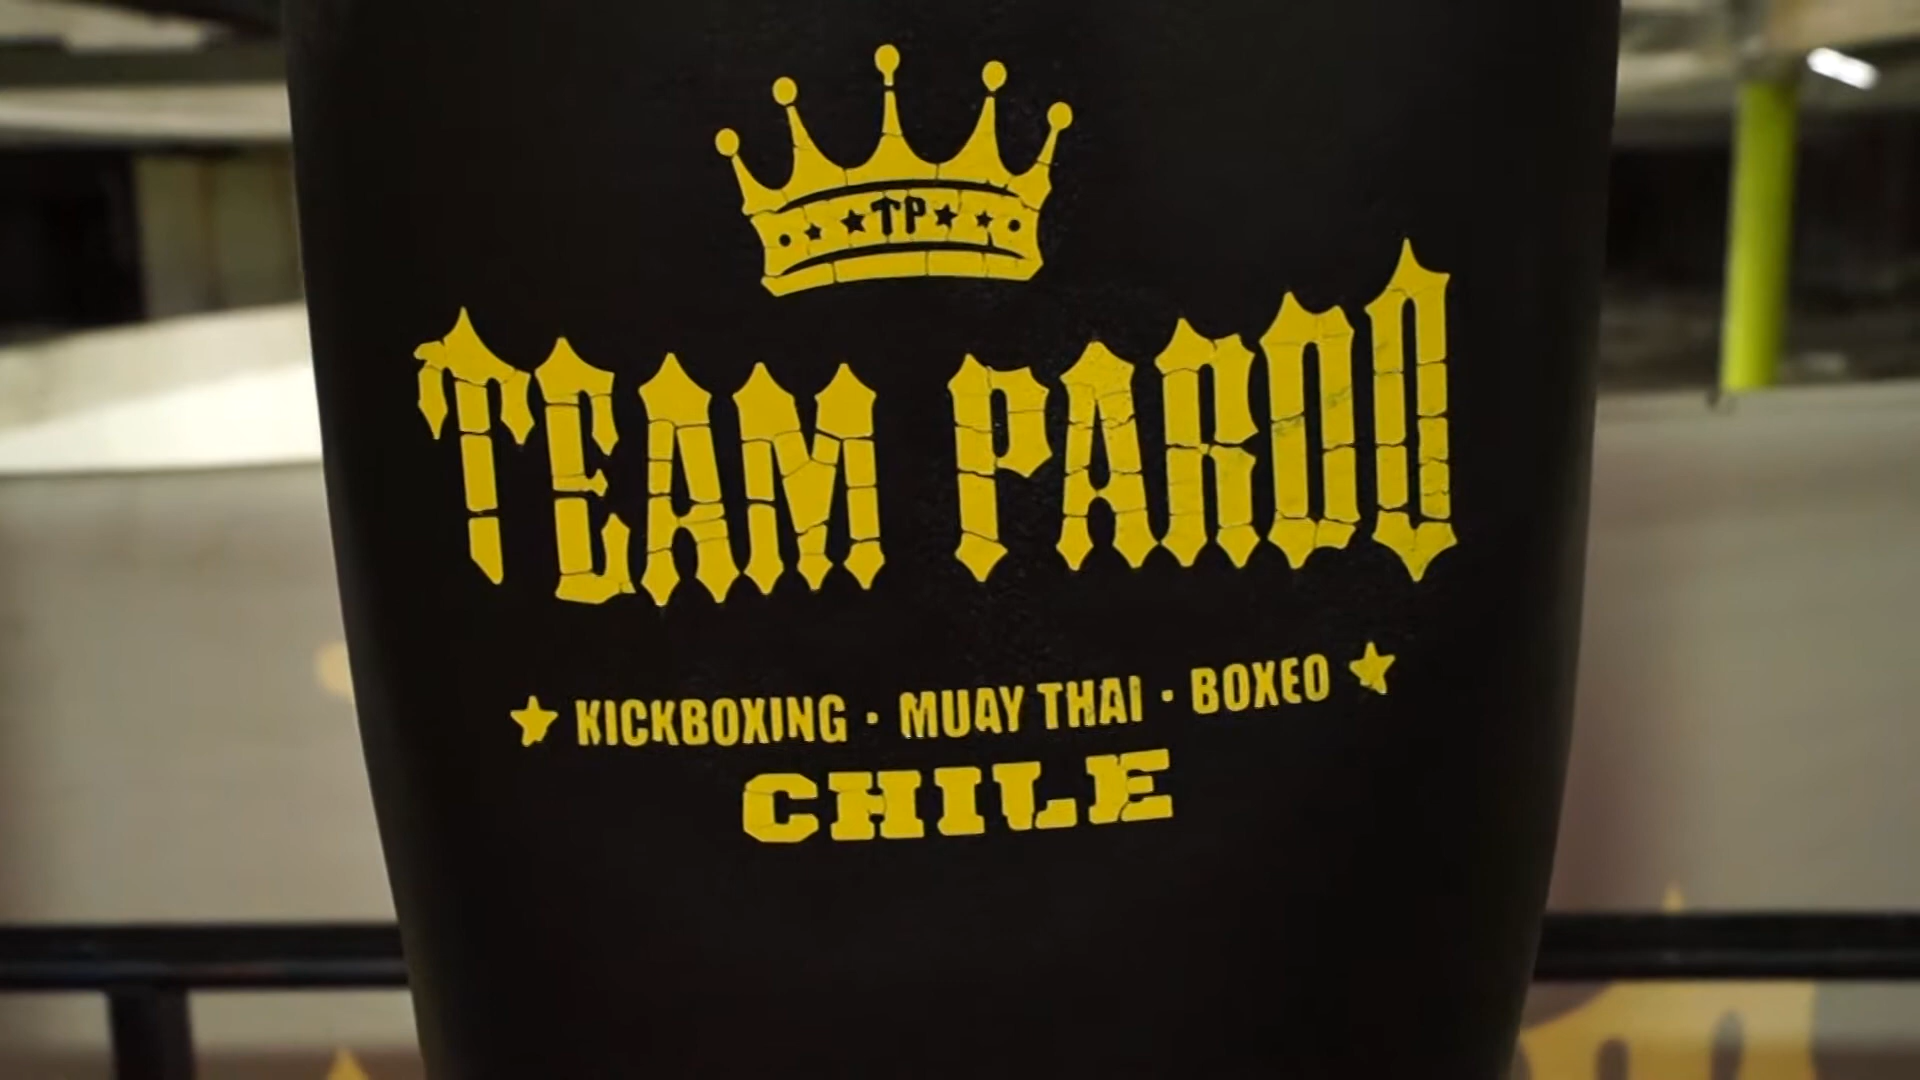 ★TP★
TEAM PARDO
★ KICKBOXING · MUAY THAI · BOXEO ★
CHILE